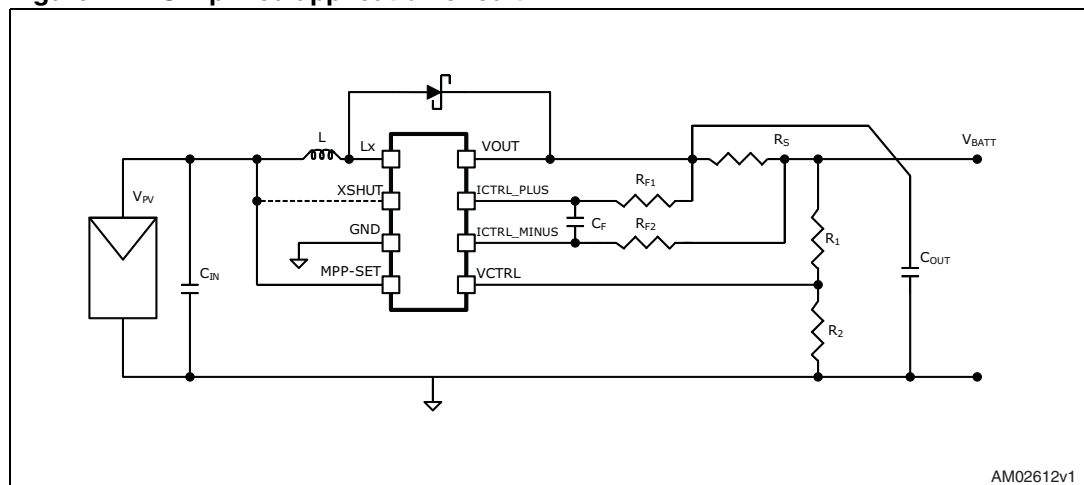 L
Lx
VOUT
RS
VBATT
XSHUT
ICTRL_PLUS
RF1
VPV
CF
GND
ICTRL_MINUS
RF2
R1
CIN
MPP-SET
VCTRL
COUT
R2
AM02612v1